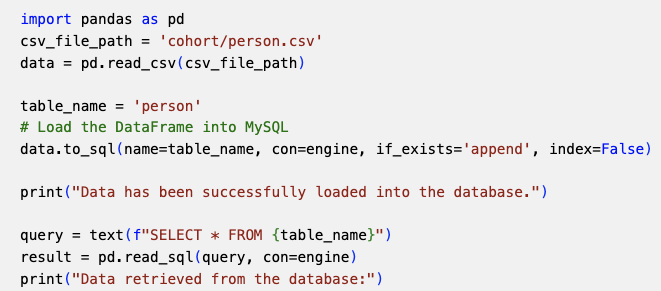 import pandas as pd
csv_file_path = 'cohort/person.csv'
data = pd.read_csv(csv_file_path)
table_name = 'person'
# Load the DataFrame into MySQL
data.to_sql(name=table_name, con=engine, if_exists='append', index=False)
print("Data has been successfully loaded into the database.")
query = text(f"SELECT * FROM {table_name}")
result = pd.read_sql(query, con=engine)
print("Data retrieved from the database:")